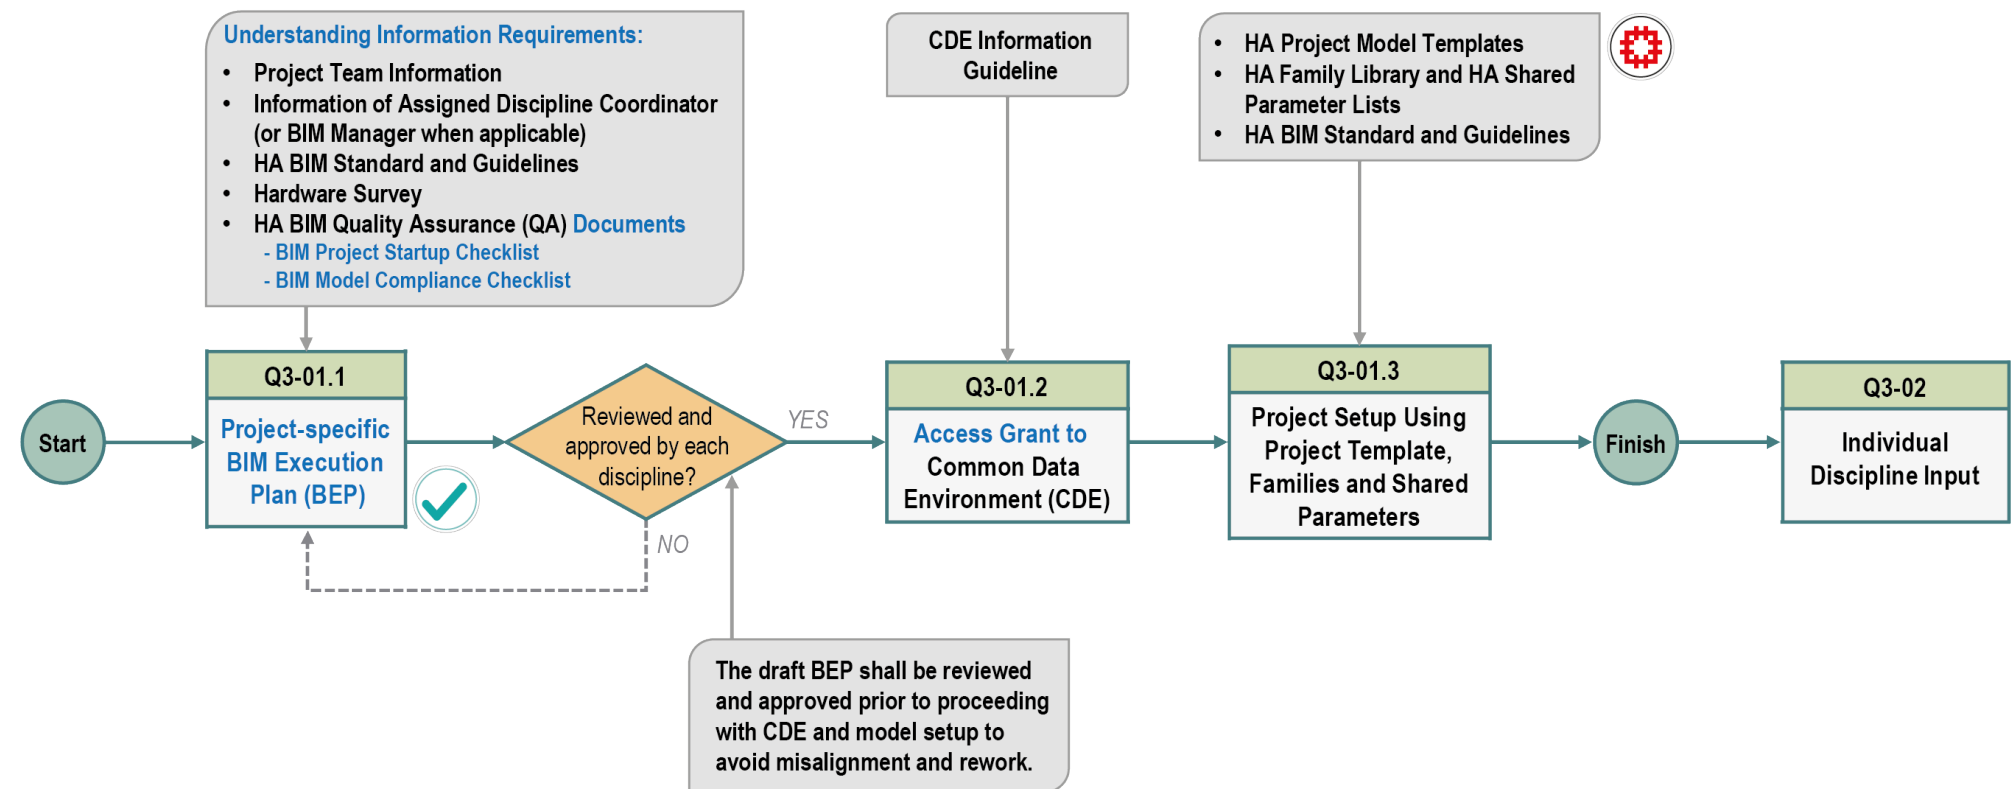 Understanding Information Requirements:
• Project Team Information
• Information of Assigned Discipline Coordinator
(or BIM Manager when applicable)
• HA BIM Standard and Guidelines
• Hardware Survey
• HA BIM Quality Assurance (QA) Documents
- BIM Project Startup Checklist
- BIM Model Compliance Checklist
CDE Information
Guideline
• HA Project Model Templates
• HA Family Library and HA Shared
Parameter Lists
• HA BIM Standard and Guidelines
Start
Q3-01.1
Project-specific
BIM Execution
Plan (BEP)
Reviewed and
approved by each
discipline?
YES
NO
Q3-01.2
Access Grant to
Common Data
Environment (CDE)
Q3-01.3
Project Setup Using
Project Template,
Families and Shared
Parameters
Finish
Q3-02
Individual
Discipline Input
The draft BEP shall be reviewed
and approved prior to proceeding
with CDE and model setup to
avoid misalignment and rework.